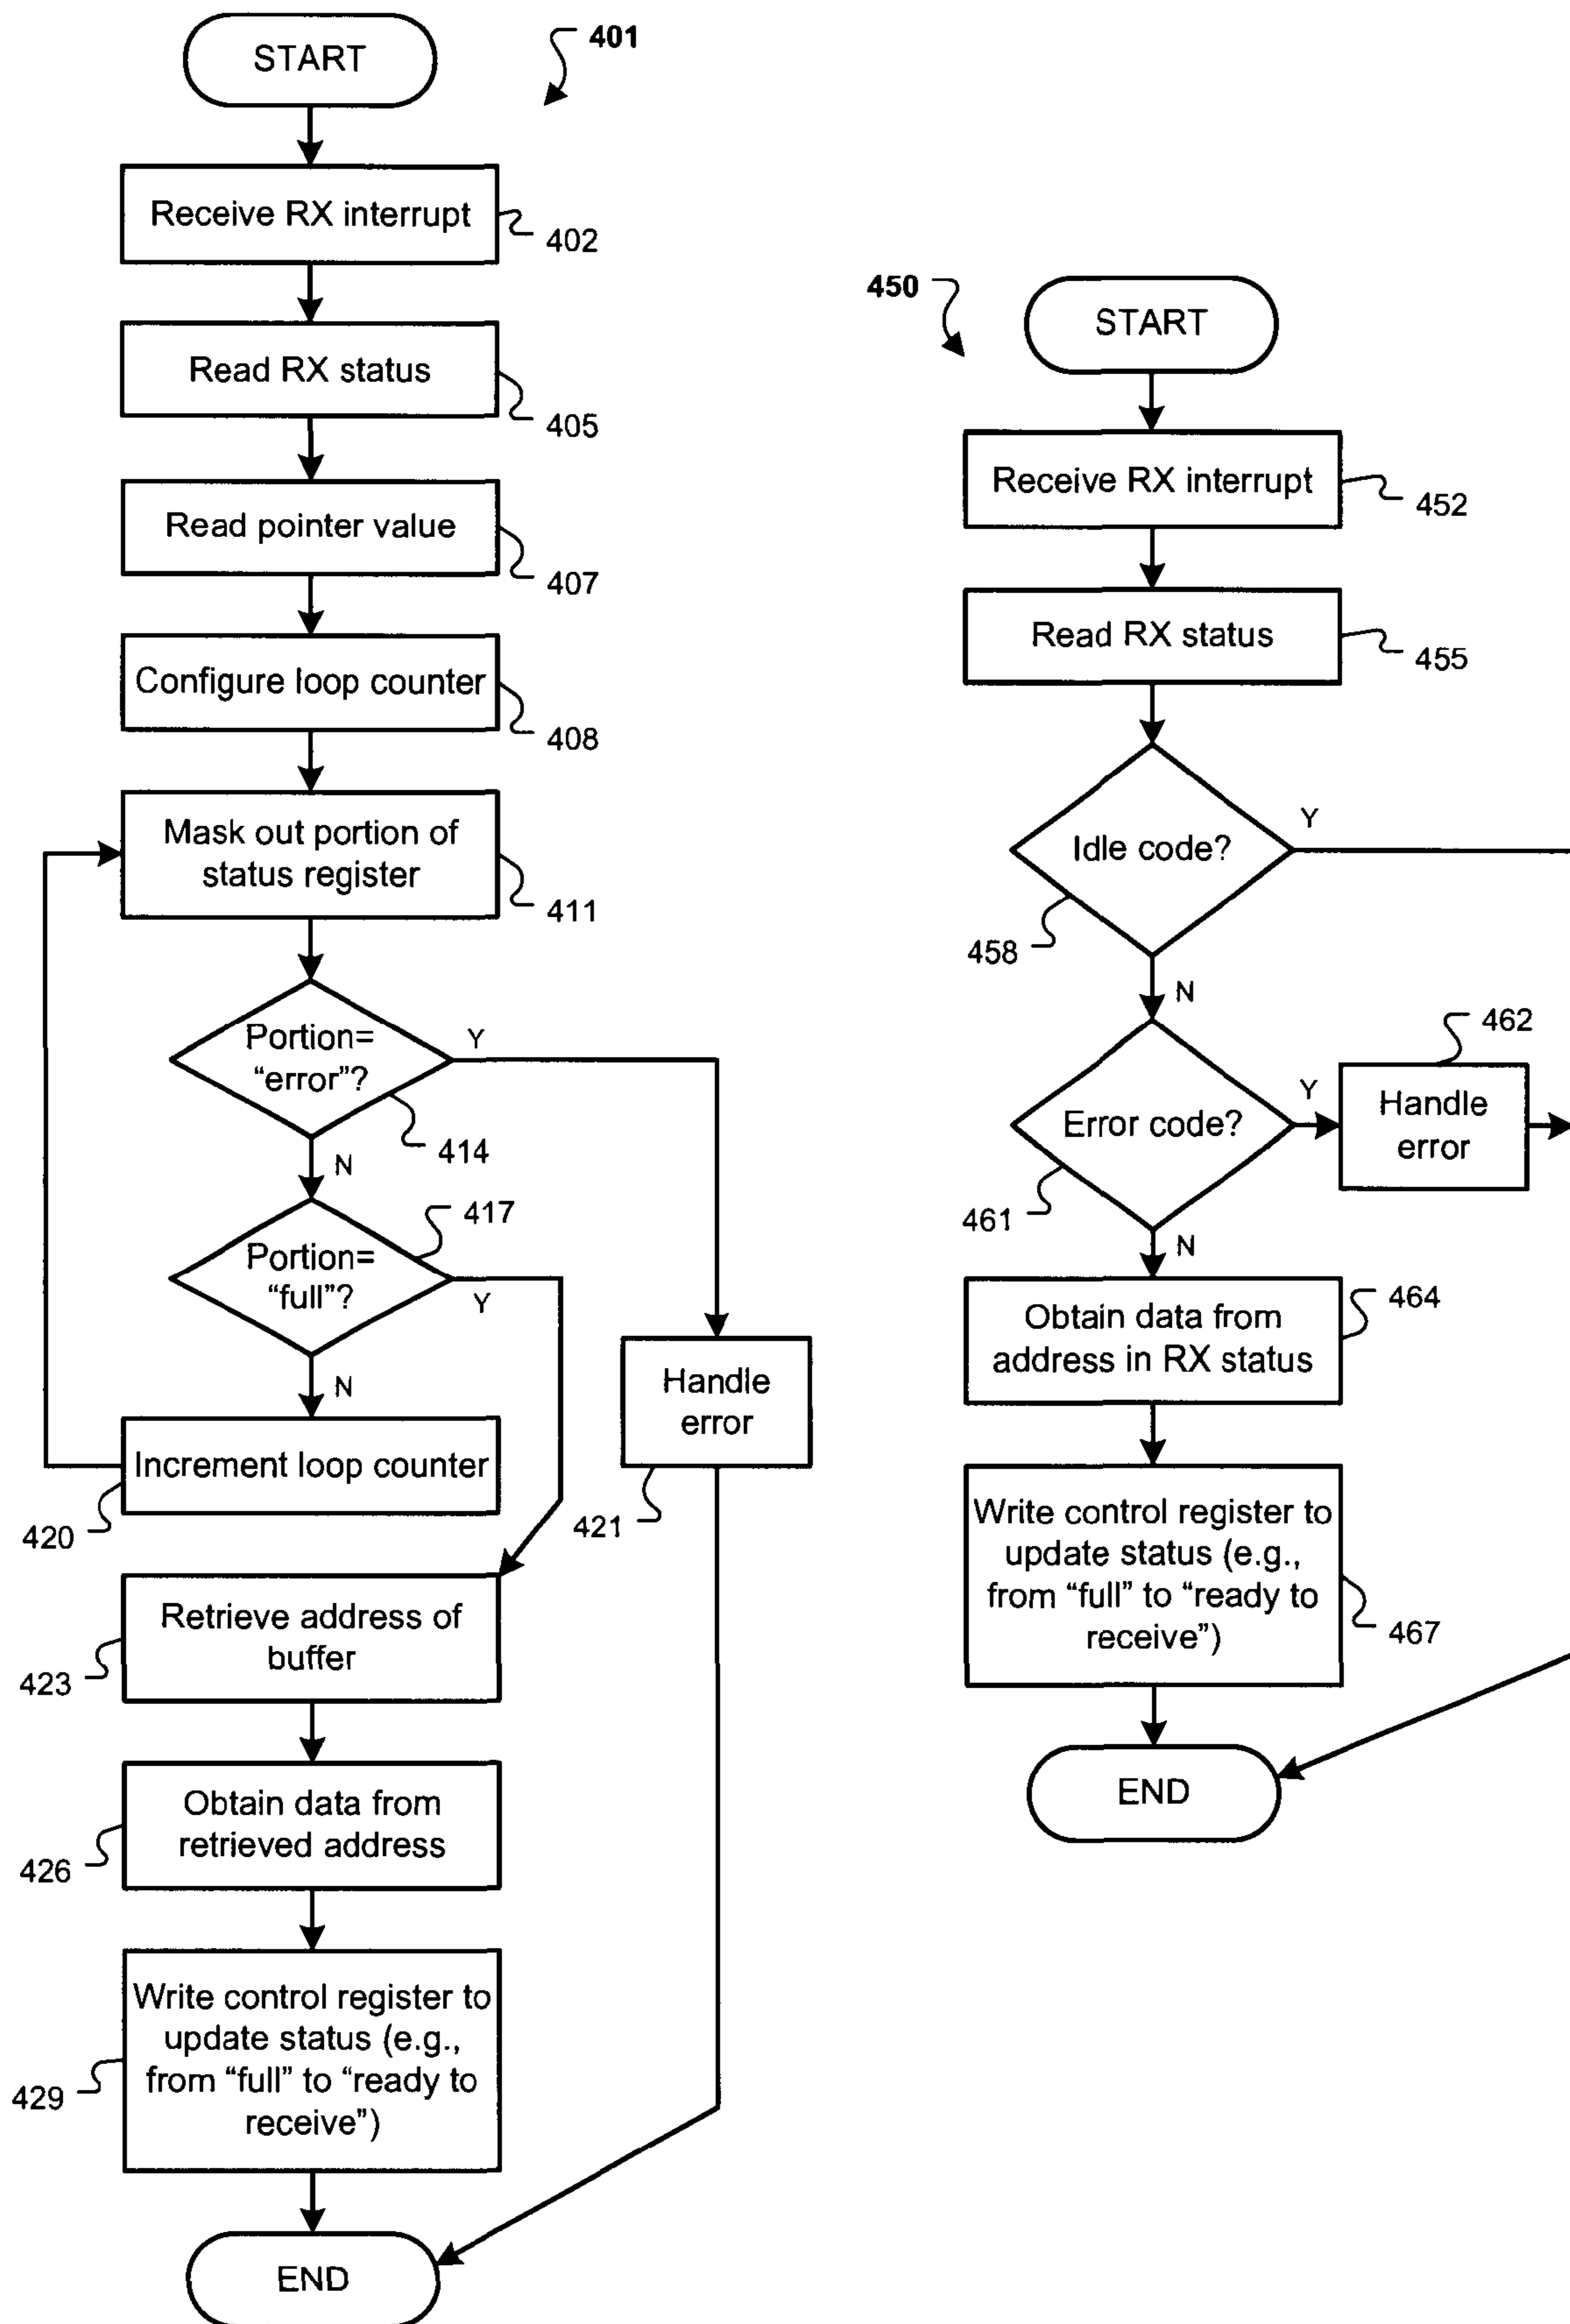 START
401
Receive RX interrupt
402
Read RX status
405
Read pointer value
407
Configure loop counter
408
Mask out portion of
status register
411
Portion=
“error”?
Y
414
N
417
Portion=
“full”?
Y
N
Handle
error
421
Increment loop counter
420
Retrieve address of
buffer
423
Obtain data from
retrieved address
426
Write control register to
update status (e.g.,
from “full” to “ready to
receive”)
429
END
450
START
Receive RX interrupt
452
Read RX status
455
Idle code?
Y
458
N
462
Error code?
Y
Handle
error
461
N
Obtain data from
address in RX status
464
Write control register to
update status (e.g.,
from “full” to “ready to
receive”)
467
END